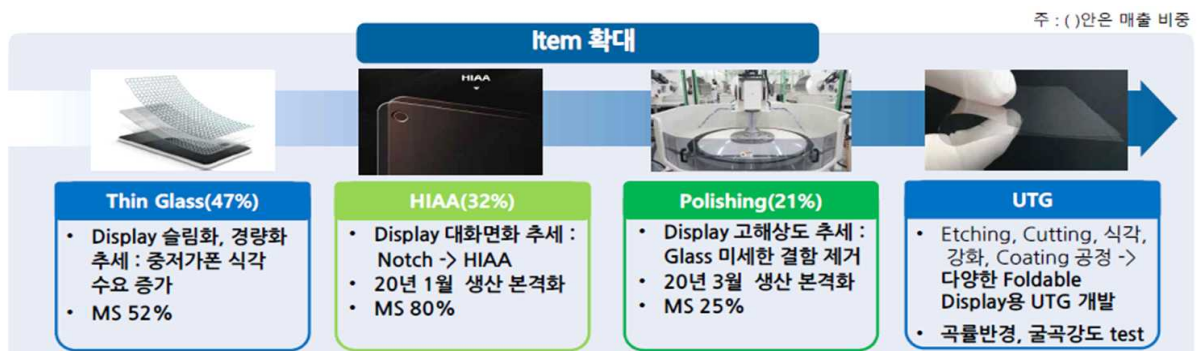 주 : ( )안은 매출 비중
Item 확대
HIAA
Thin Glass(47%)
• Display 슬림화, 경량화
추세 : 중저가폰 식각
수요 증가
• MS 52%
HIAA(32%)
• Display 대화면화 추세 :
Notch -> HIAA
• 20년 1월 생산 본격화
• MS 80%
Polishing(21%)
• Display 고해상도 추세 :
Glass 미세한 결함 제거
• 20년 3월 생산 본격화
• MS 25%
UTG
• Etching, Cutting, 식각,
강화, Coating 공정 ->
다양한 Foldable
Display용 UTG 개발
• 곡률반경, 굴곡강도 test